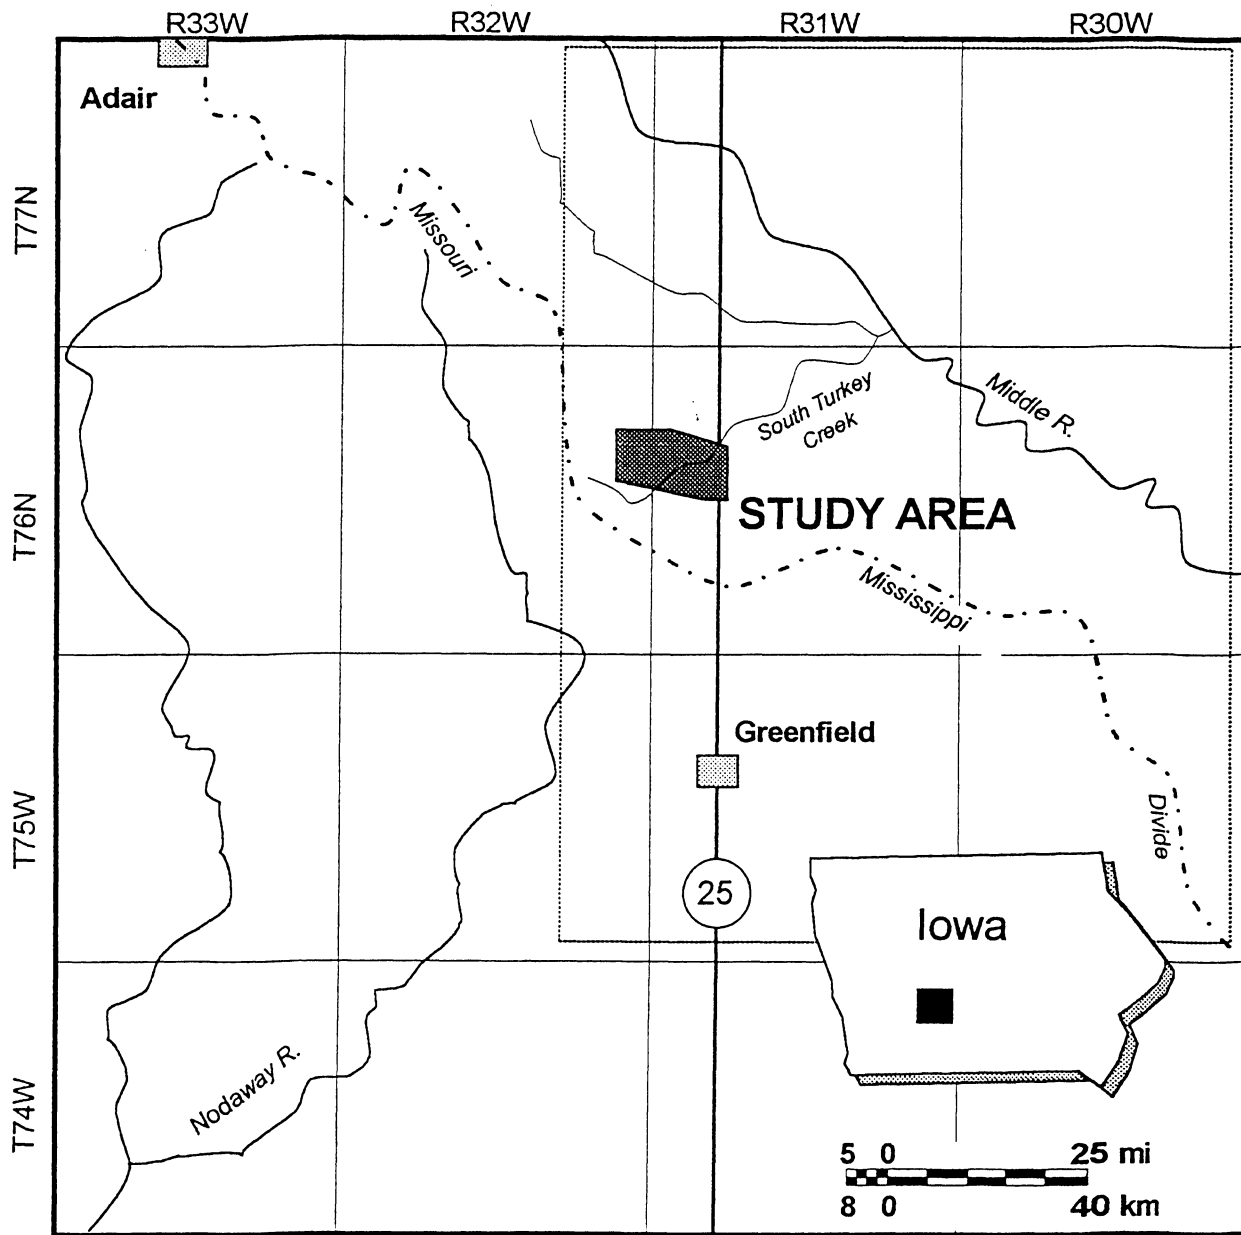 R33W R32W R31W R30W
Adair
T77N
Missouri
Middle R.
South Turkey
Creek
T76N
STUDY AREA
Mississippi
Greenfield
T75W
Divide
25
Iowa
T74W
Nodaway R.
5 0 25 mi
8 0 40 km